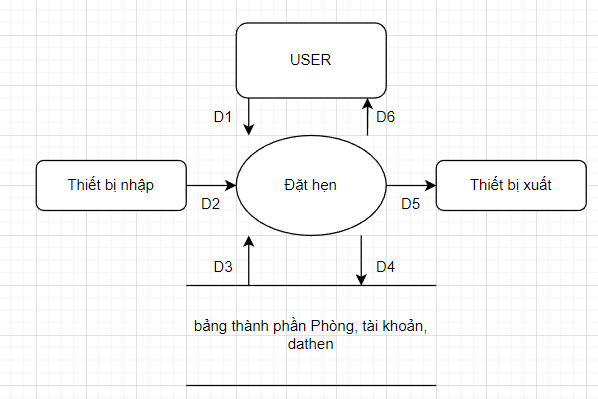 USER
D1
D6
Thiết bị nhập
Đặt hẹn
Thiết bị xuất
D2
D5
D3
D4
bảng thành phần Phòng, tài khoản,
dathen